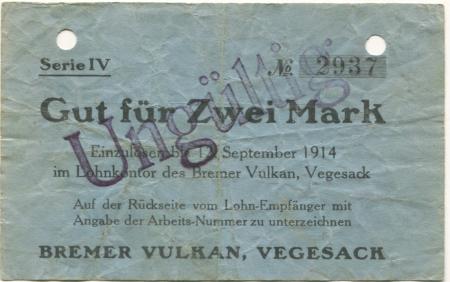 Serie IV № 2937
Gut für Zwei Mark
Ungültig
Einzulösen September 1914
im Lohnkontor des Bremer Vulkan, Vegesack
Auf der Rückseite vom Lohn-Empfänger mit
Angabe der Arbeits-Nummer zu unterzeichnen
BREMER VULKAN, VEGESACK